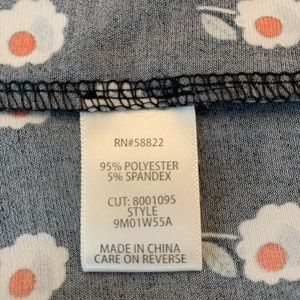 RN#58822
95% POLYESTER
5% SPANDEX
CUT: 8001095
STYLE
9M01W55A
MADE IN CHINA
CARE ON REVERSE